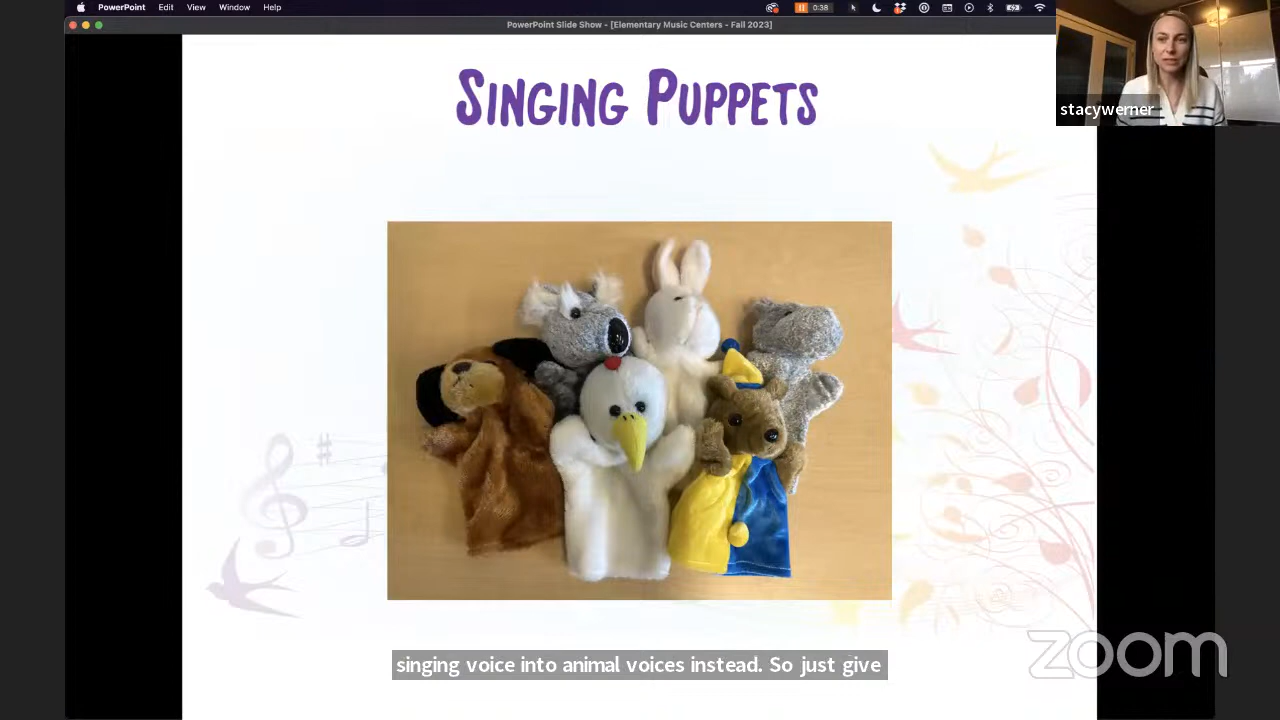 PowerPoint Edit View Window Help
0:38
PowerPoint Slide Show - [Elementary Music Centers - Fall 2023]
stacywerner
SINGING PUPPETS
singing voice into animal voices instead. So just give
zoom